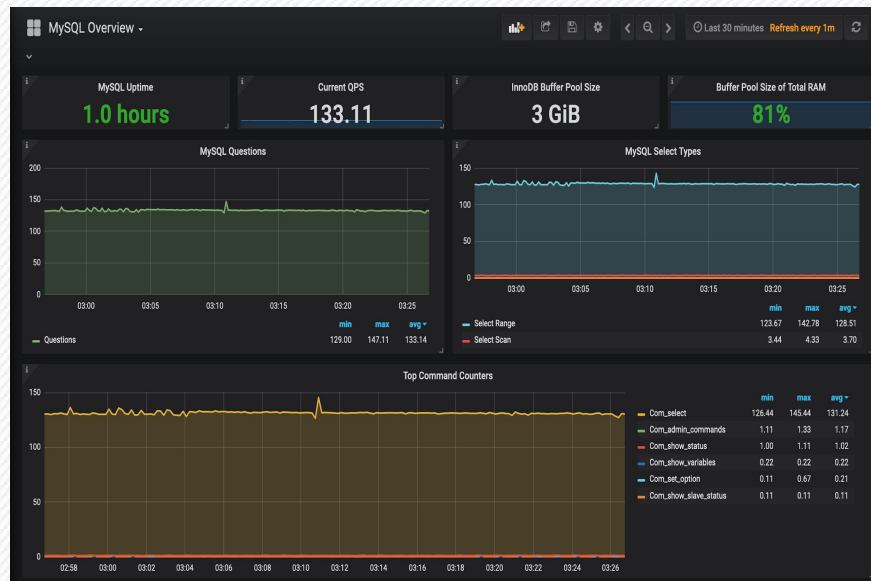 MySQL Overview
Last 30 minutes Refresh every 1m
MySQL Uptime
1.0 hours
Current QPS
133.11
InnoDB Buffer Pool Size
3 GiB
Buffer Pool Size of Total RAM
81%
MySQL Questions
200
150
100
50
0
03:00 03:05 03:10 03:15 03:20 03:25
min max avg
Questions 129.00 147.11 133.14
MySQL Select Types
150
100
50
0
03:00 03:05 03:10 03:15 03:20 03:25
min max avg
Select Range 123.67 142.78 128.51
Select Scan 3.44 4.33 3.70
Top Command Counters
150
100
50
0
02:58 03:00 03:02 03:04 03:06 03:08 03:10 03:12 03:14 03:16 03:18 03:20 03:22 03:24 03:26
min max avg
Com_select 126.44 145.44 131.24
Com_admin_commands 1.11 1.33 1.17
Com_show_status 1.00 1.11 1.02
Com_show_variables 0.22 0.22 0.22
Com_set_option 0.11 0.67 0.21
Com_show_slave_status 0.11 0.11 0.11